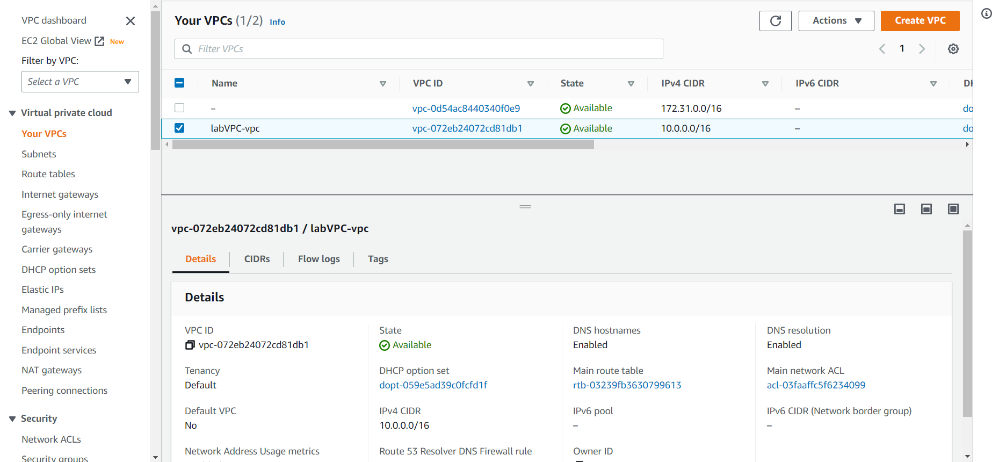 VPC dashboard
EC2 Global View New
Filter by VPC:
Select a VPC
Virtual private cloud
Your VPCs
Subnets
Route tables
Internet gateways
Egress-only internet
gateways
Carrier gateways
DHCP option sets
Elastic IPs
Managed prefix lists
Endpoints
Endpoint services
NAT gateways
Peering connections
Security
Network ACLs
Security groups
Your VPCs (1/2) Info
Actions
Create VPC
Filter VPCs
1
Name VPC ID State IPv4 CIDR IPv6 CIDR DH
– vpc-0d54ac8440340f0e9 Available 172.31.0.0/16 – do
labVPC-vpc vpc-072eb24072cd81db1 Available 10.0.0.0/16 – do
vpc-072eb24072cd81db1 / labVPC-vpc
Details CIDRs Flow logs Tags
Details
VPC ID State DNS hostnames DNS resolution
vpc-072eb24072cd81db1 Available Enabled Enabled
Tenancy DHCP option set Main route table Main network ACL
Default dopt-059e5ad39c0fcfd1f rtb-03239fb3630799613 acl-03faaffc5f6234099
Default VPC IPv4 CIDR IPv6 pool IPv6 CIDR (Network border group)
No 10.0.0.0/16 – –
Network Address Usage metrics Route 53 Resolver DNS Firewall rule Owner ID